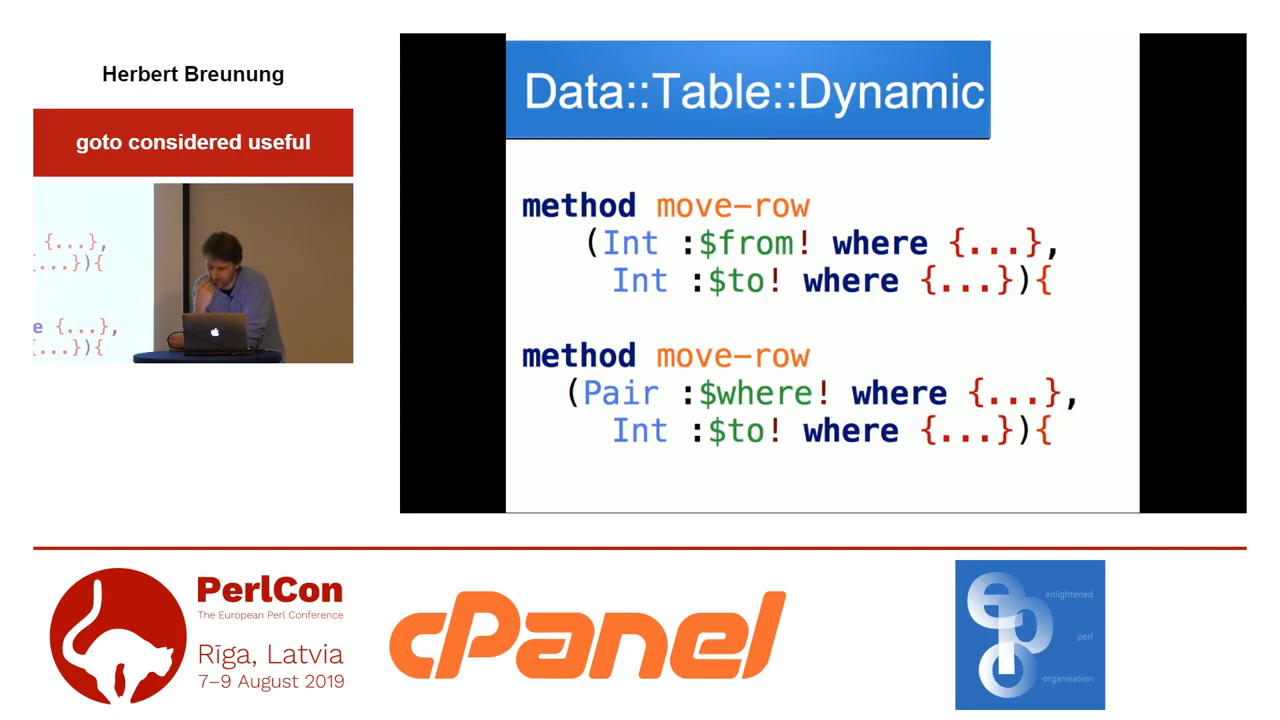 Herbert Breunung
goto considered useful
{...},
{...}){
e {...},
{...}){
Data::Table::Dynamic
method move-row
(Int :$from! where {...},
Int :$to! where {...}){
method move-row
(Pair :$where! where {...},
Int :$to! where {...}){
PerlCon
The European Perl Conference
Rīga, Latvia
7–9 August 2019
cPanel
epo
enlightened
perl
organisation